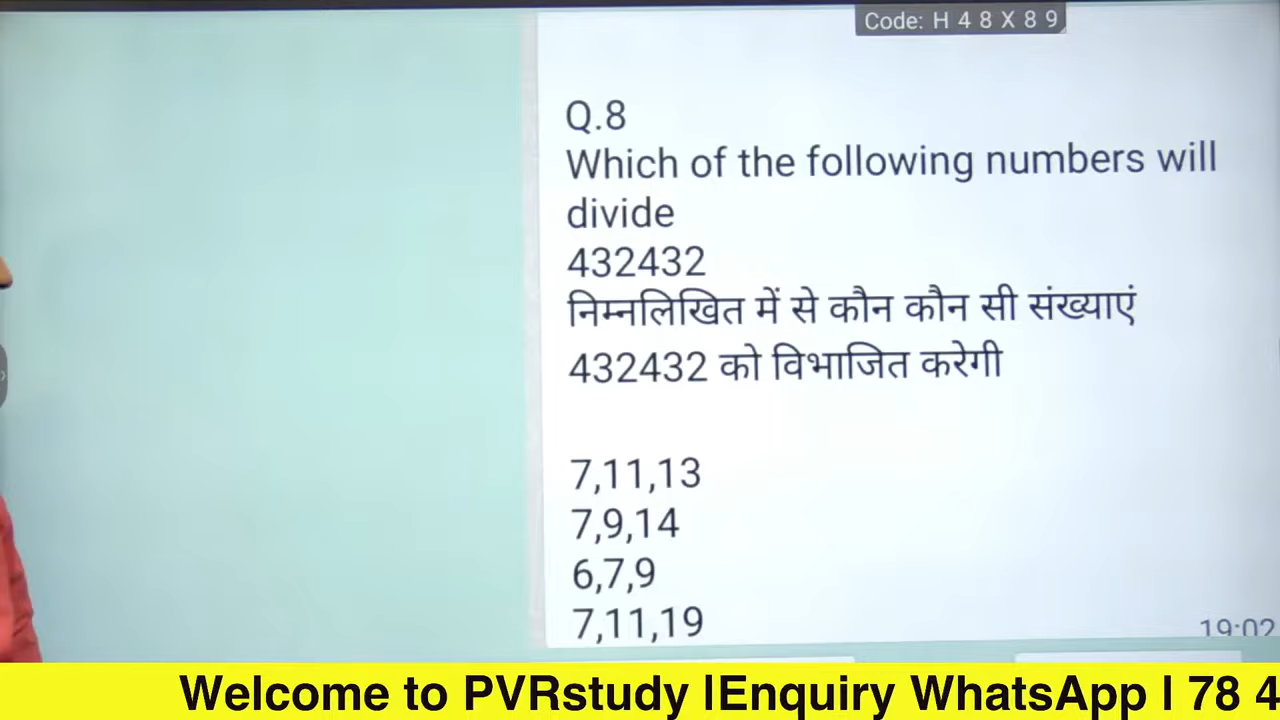 Code: H 4 8 X 8 9
Q.8
Which of the following numbers will
divide
432432
निम्नलिखित में से कौन कौन सी संख्याएं
432432 को विभाजित करेगी
7,11,13
7,9,14
6,7,9
7,11,19
19:02
Welcome to PVRstudy |Enquiry WhatsApp | 78 4